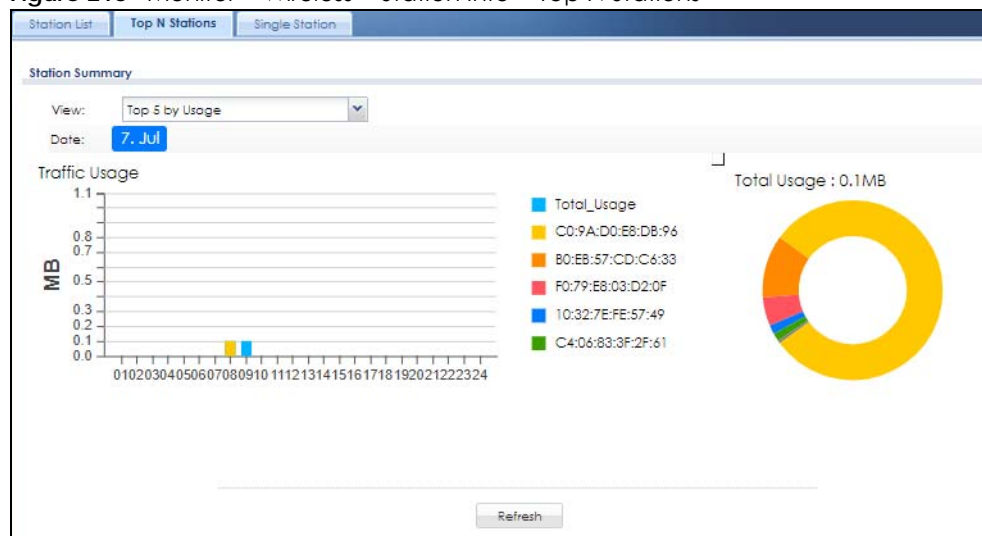 Station List Top N Stations Single Station
Station Summary
View: Top 5 by Usage
Date: 7. Jul
Traffic Usage
Total Usage : 0.1MB
1.1
0.8
0.7
0.5
0.3
0.2
0.1
0.0
MB
01020304050607080910 1112131415161718192021222324
Total_Usage
C0:9A:D0:E8:DB:96
B0:EB:57:CD:C6:33
F0:79:E8:03:D2:0F
10:32:7E:FE:57:49
C4:06:83:3F:2F:61
Refresh